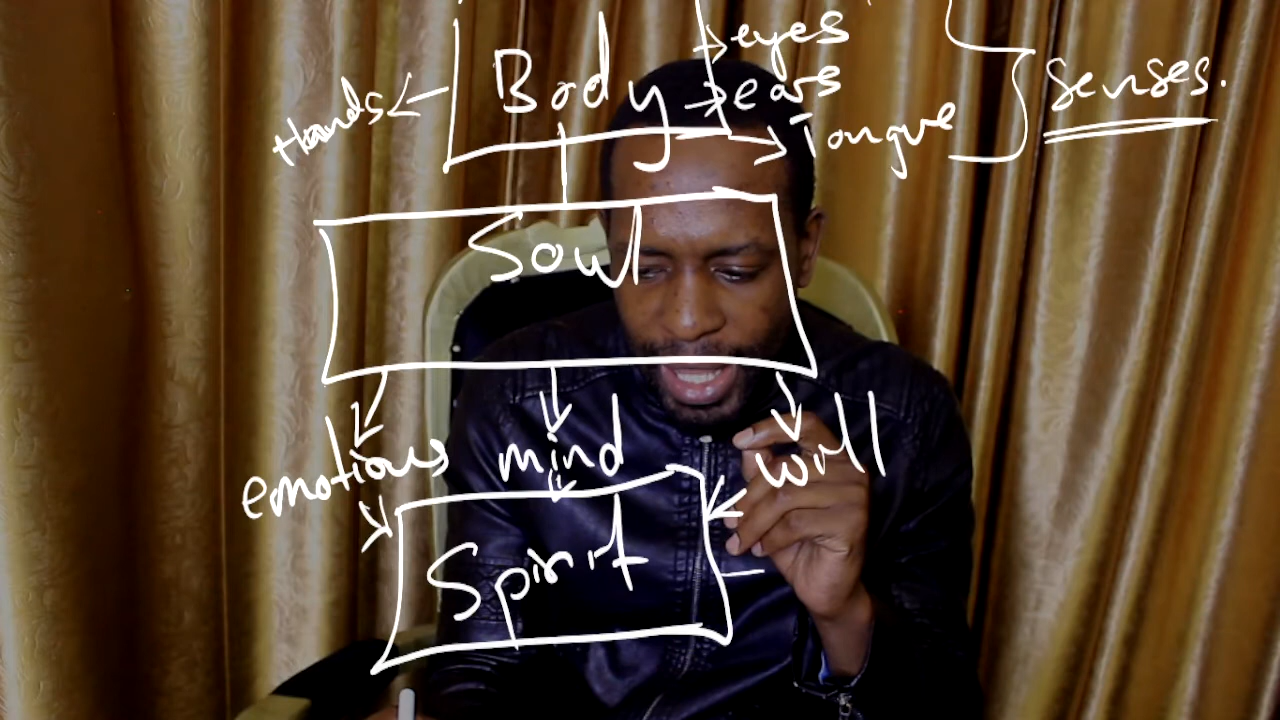 eyes
Hands Body ears senses.
Tongue
Soul
emotions mind will
Spirit